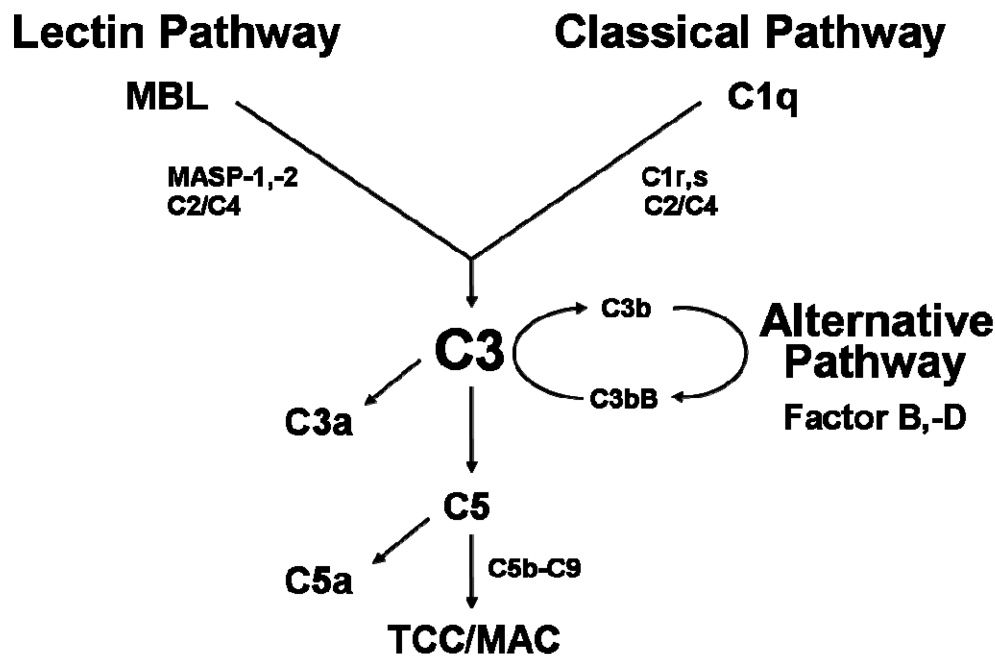 Lectin Pathway
Classical Pathway
MBL
C1q
MASP-1,-2
C2/C4
C1r,s
C2/C4
C3
C3b
C3bB
Alternative
Pathway
Factor B,-D
C3a
C5
C5a
C5b-C9
TCC/MAC